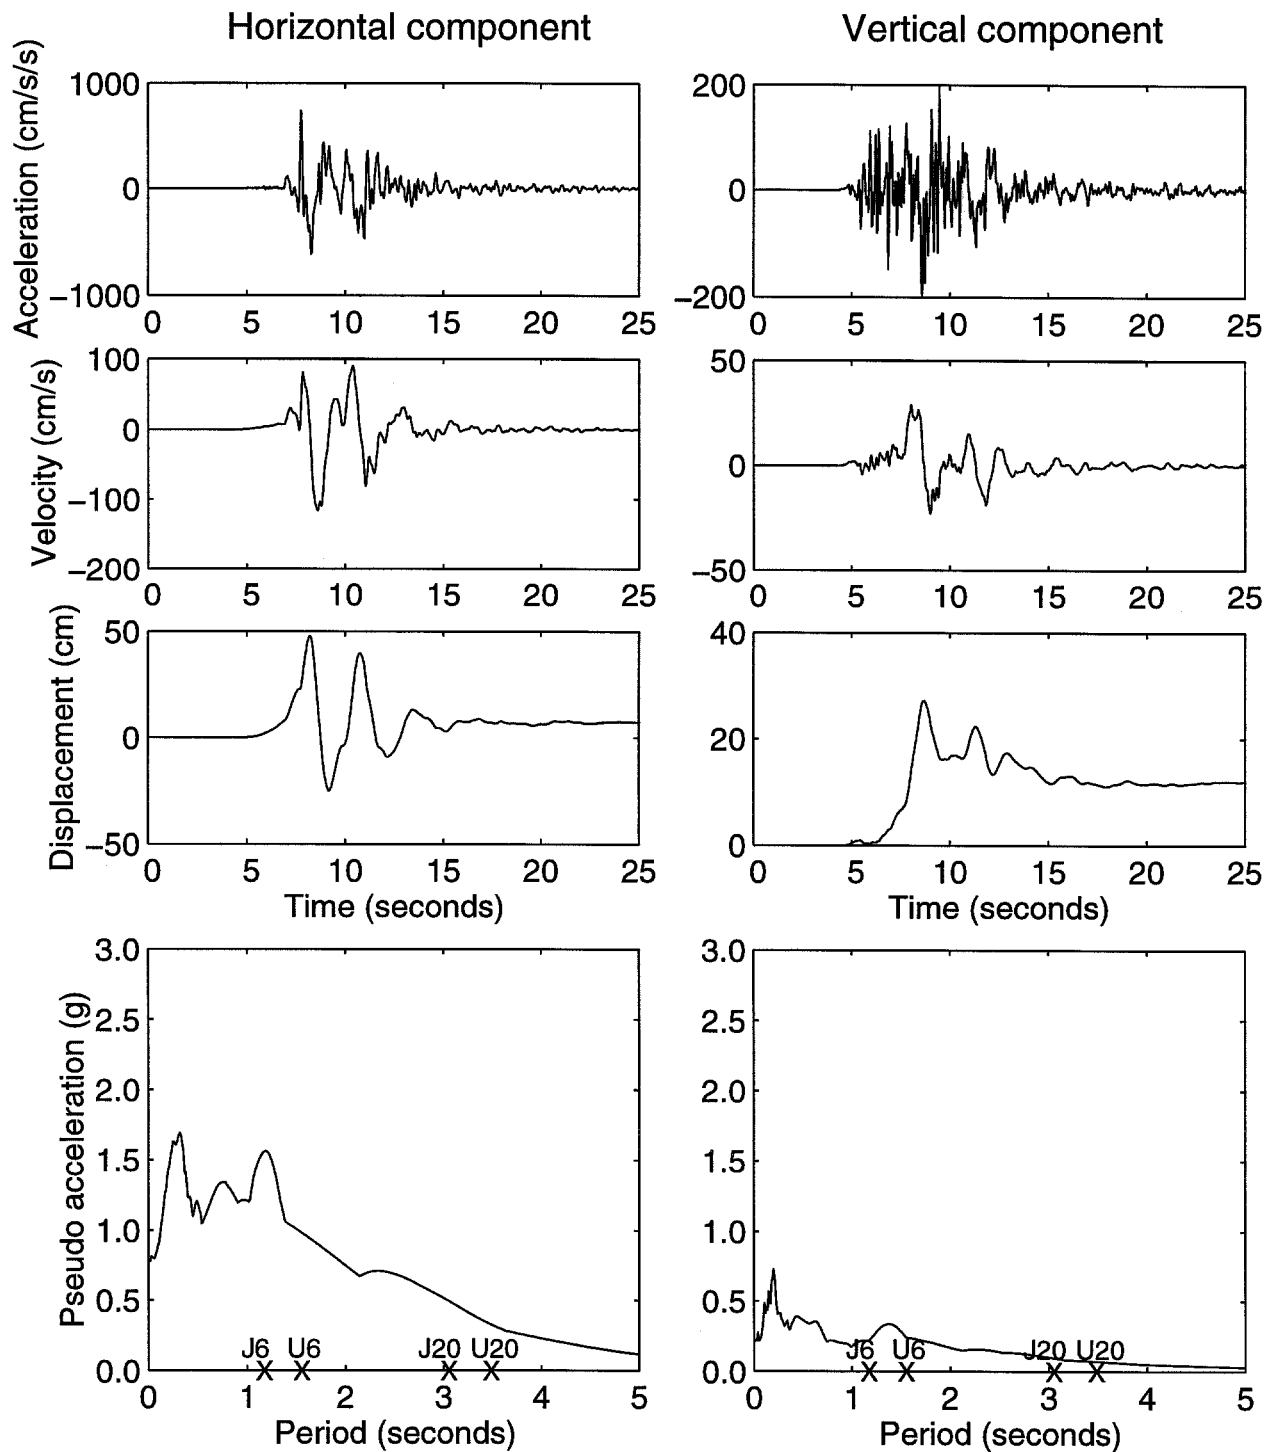 Horizontal component Vertical component
Acceleration (cm/s/s)
1000 200
0 0
−1000 −200
0 5 10 15 20 25 0 5 10 15 20 25
Velocity (cm/s)
100 50
0 0
−100
−200 −50
0 5 10 15 20 25 0 5 10 15 20 25
Displacement (cm)
50 40
0 20
−50 0
0 5 10 15 20 25 0 5 10 15 20 25
Time (seconds) Time (seconds)
Pseudo acceleration (g)
3.0 3.0
2.5 2.5
2.0 2.0
1.5 1.5
1.0 1.0
0.5 0.5
J6 U6 J20 U20 J6 U6 J20 U20
0.0 0.0
0 1 2 3 4 5 0 1 2 3 4 5
Period (seconds) Period (seconds)